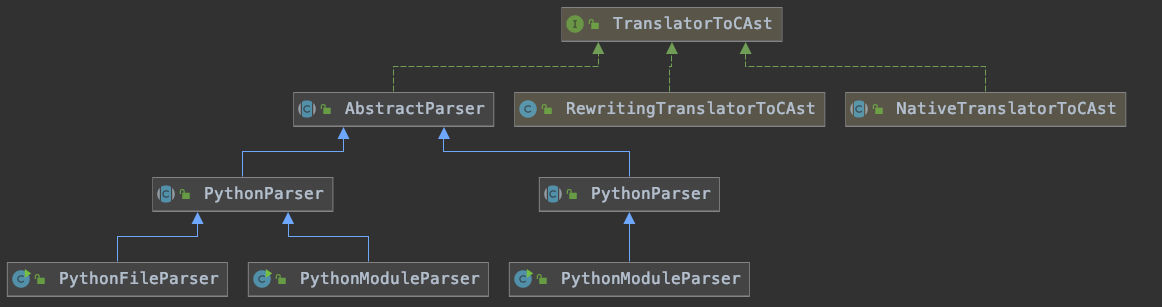 I TranslatorToCAst
C AbstractParser
C RewritingTranslatorToCAst
C NativeTranslatorToCAst
C PythonParser
C PythonParser
C PythonFileParser
C PythonModuleParser
C PythonModuleParser